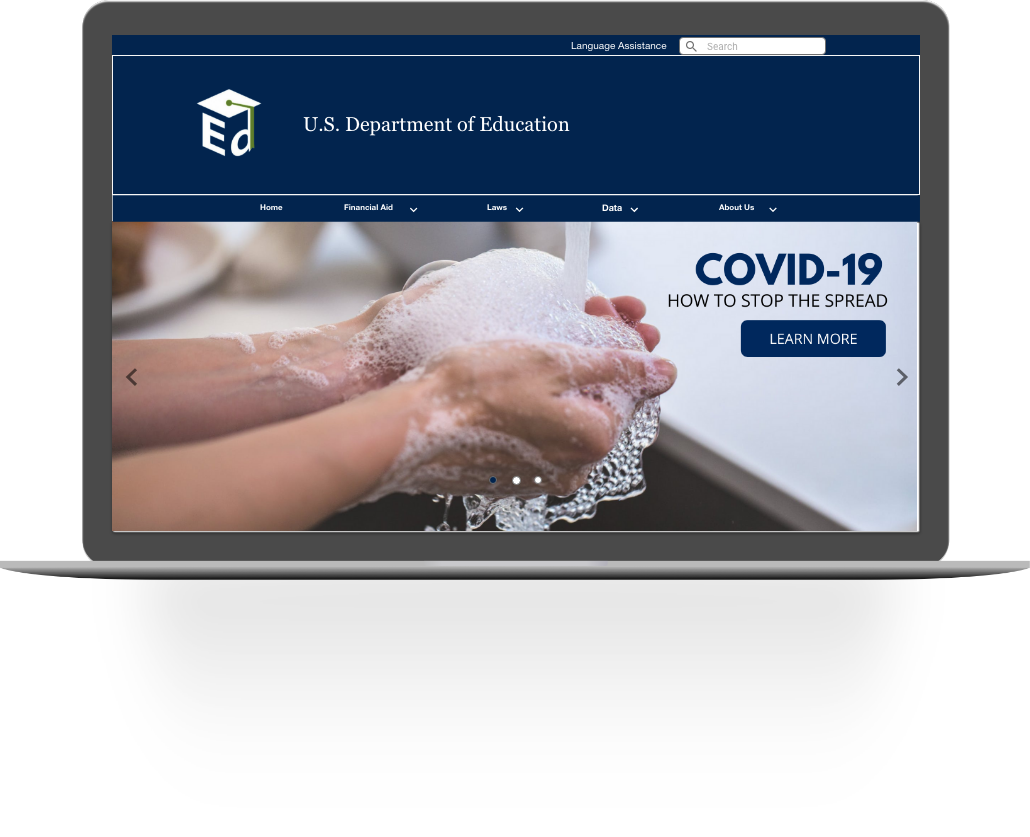 Language Assistance
Search
Ed
U.S. Department of Education
Home
Financial Aid
Laws
Data
About Us
COVID-19
HOW TO STOP THE SPREAD
LEARN MORE